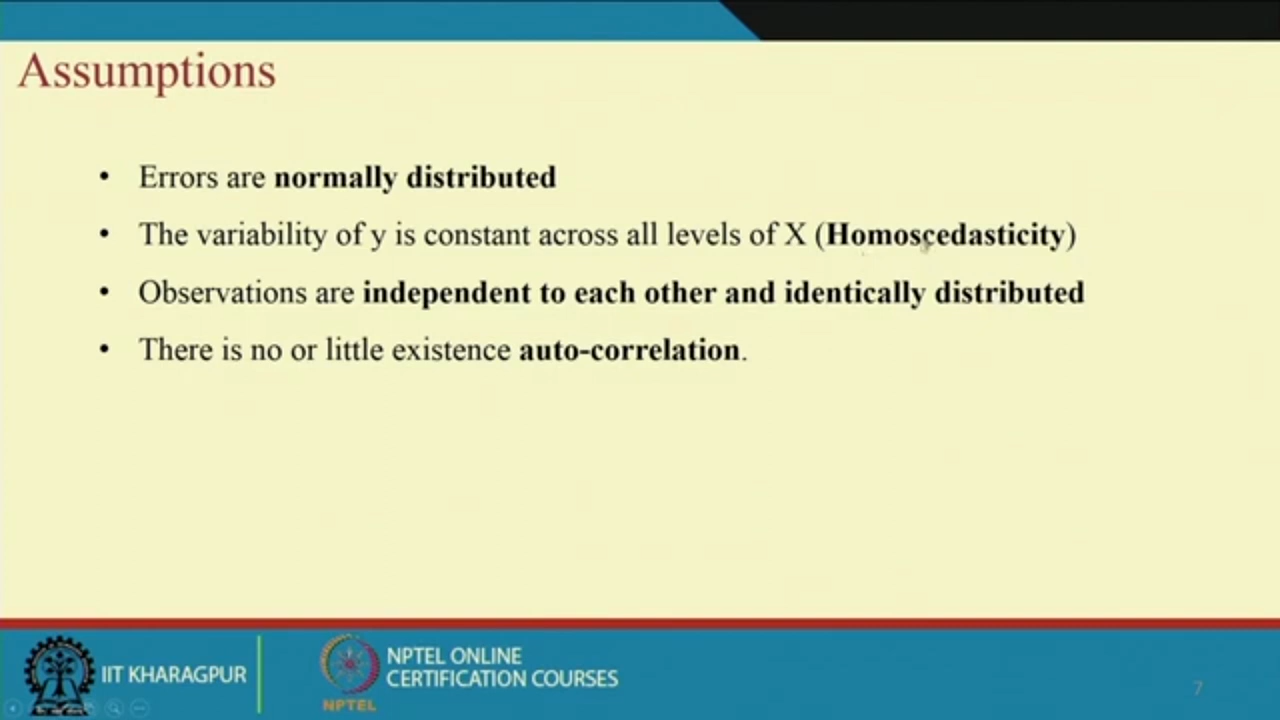 Assumptions
• Errors are normally distributed
• The variability of y is constant across all levels of X (Homoscedasticity)
• Observations are independent to each other and identically distributed
• There is no or little existence auto-correlation.
IIT KHARAGPUR
NPTEL ONLINE
CERTIFICATION COURSES
NPTEL
7